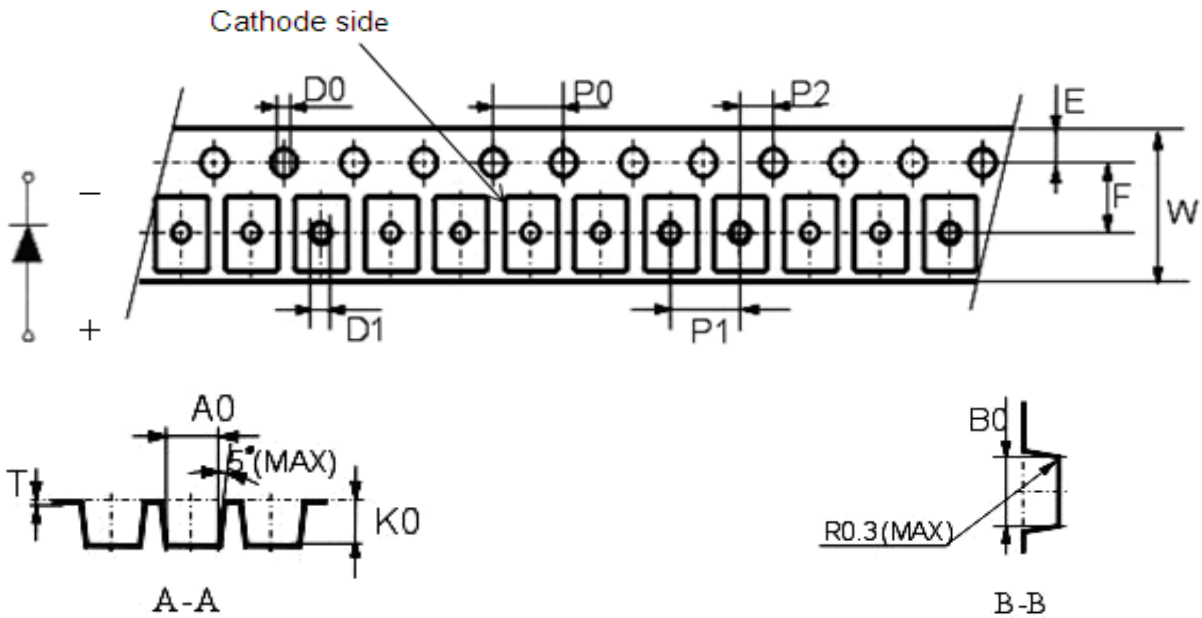 Cathode side
D0
P0
P2
E
−
F
W
+
D1
P1
A0
5°(MAX)
T
K0
A-A
B0
R0.3(MAX)
B-B